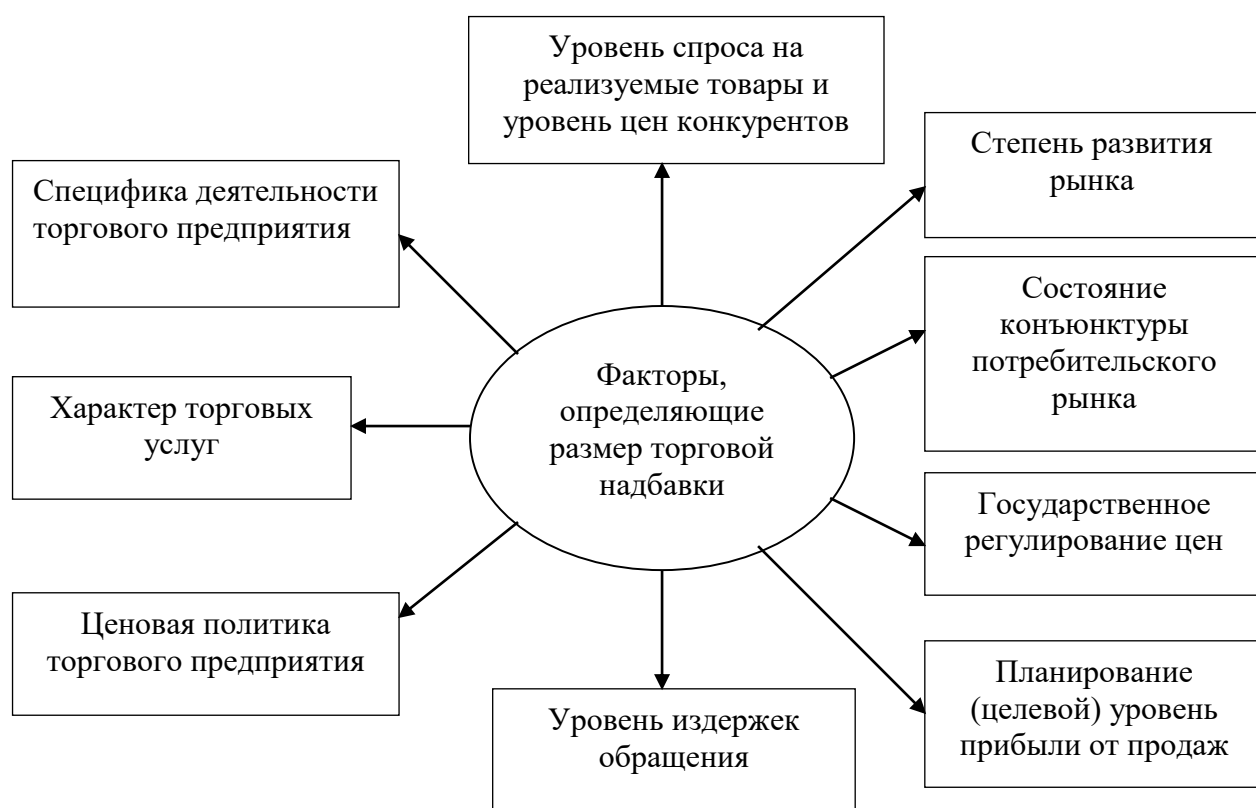 Уровень спроса на
реализуемые товары и
уровень цен конкурентов
Степень развития
рынка
Специфика деятельности
торгового предприятия
Состояние
конъюнктуры
потребительского
рынка
Факторы,
определяющие
размер торговой
надбавки
Характер торговых
услуг
Государственное
регулирование цен
Ценовая политика
торгового предприятия
Планирование
(целевой) уровень
прибыли от продаж
Уровень издержек
обращения